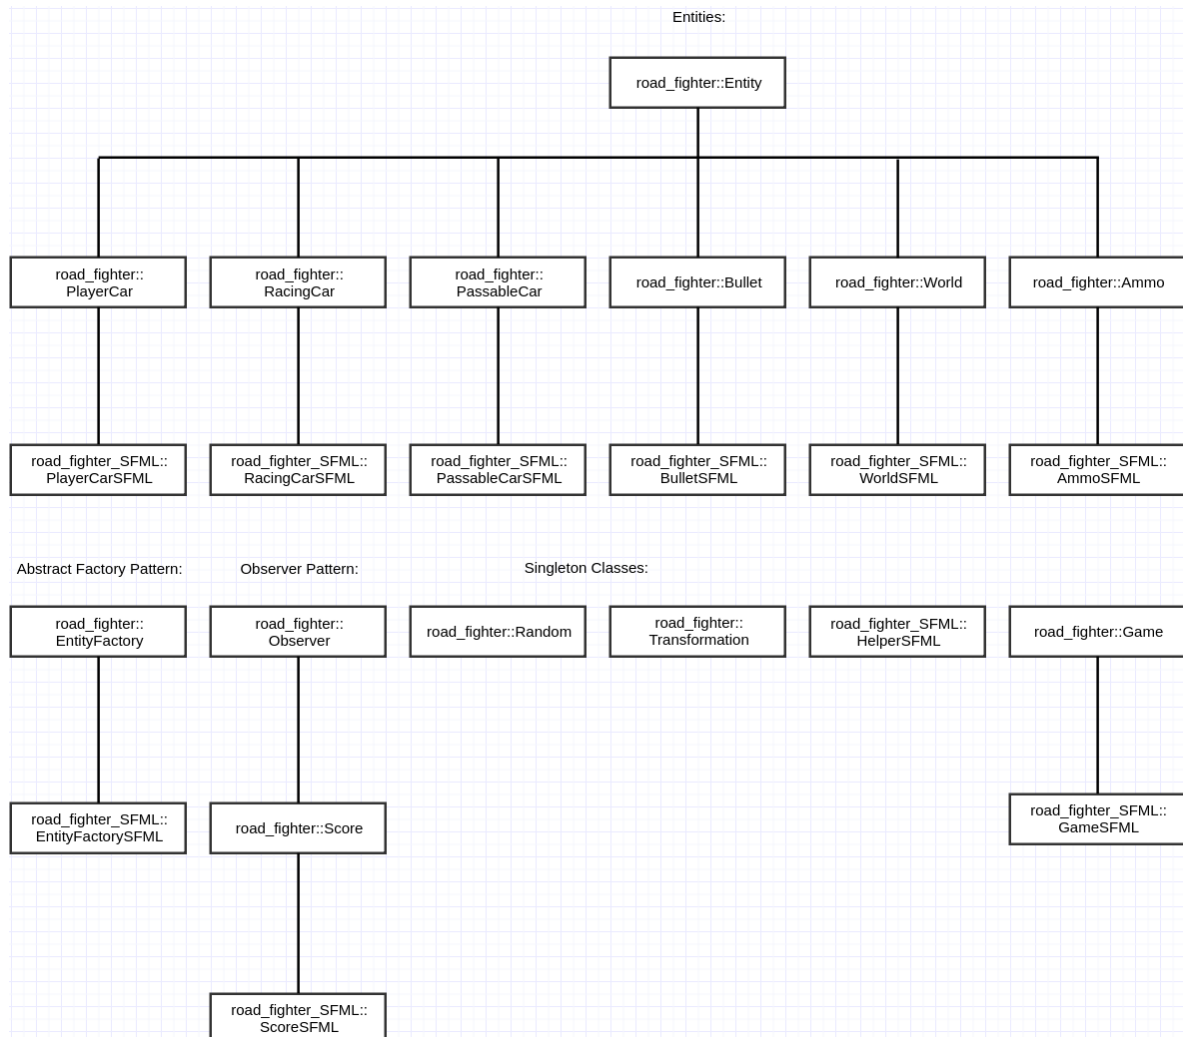 Entities:
road_fighter::Entity
road_fighter::
PlayerCar
road_fighter::
RacingCar
road_fighter::
PassableCar
road_fighter::Bullet
road_fighter::World
road_fighter::Ammo
road_fighter_SFML::
PlayerCarSFML
road_fighter_SFML::
RacingCarSFML
road_fighter_SFML::
PassableCarSFML
road_fighter_SFML::
BulletSFML
road_fighter_SFML::
WorldSFML
road_fighter_SFML::
AmmoSFML
Abstract Factory Pattern:
Observer Pattern:
Singleton Classes:
road_fighter::
EntityFactory
road_fighter::
Observer
road_fighter::Random
road_fighter::
Transformation
road_fighter_SFML::
HelperSFML
road_fighter::Game
road_fighter_SFML::
EntityFactorySFML
road_fighter::Score
road_fighter_SFML::
GameSFML
road_fighter_SFML::
ScoreSFML